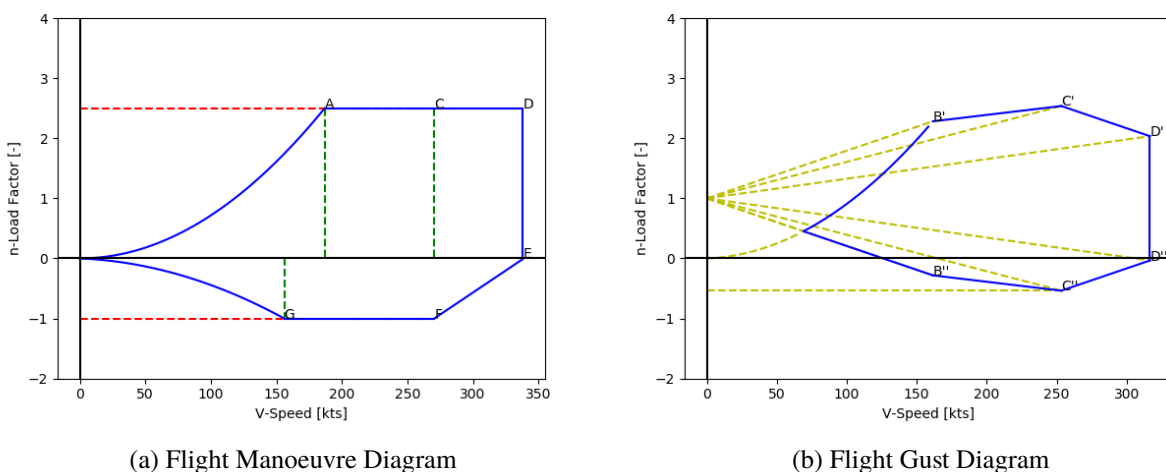 4
3
2
1
0
−1
−2
n-Load Factor [-]
A
C
D
E
F
G
0
50
100
150
200
250
300
350
V-Speed [kts]
(a) Flight Manoeuvre Diagram
4
3
2
1
0
−1
−2
n-Load Factor [-]
B'
C'
D'
D''
B''
C''
0
50
100
150
200
250
300
V-Speed [kts]
(b) Flight Gust Diagram